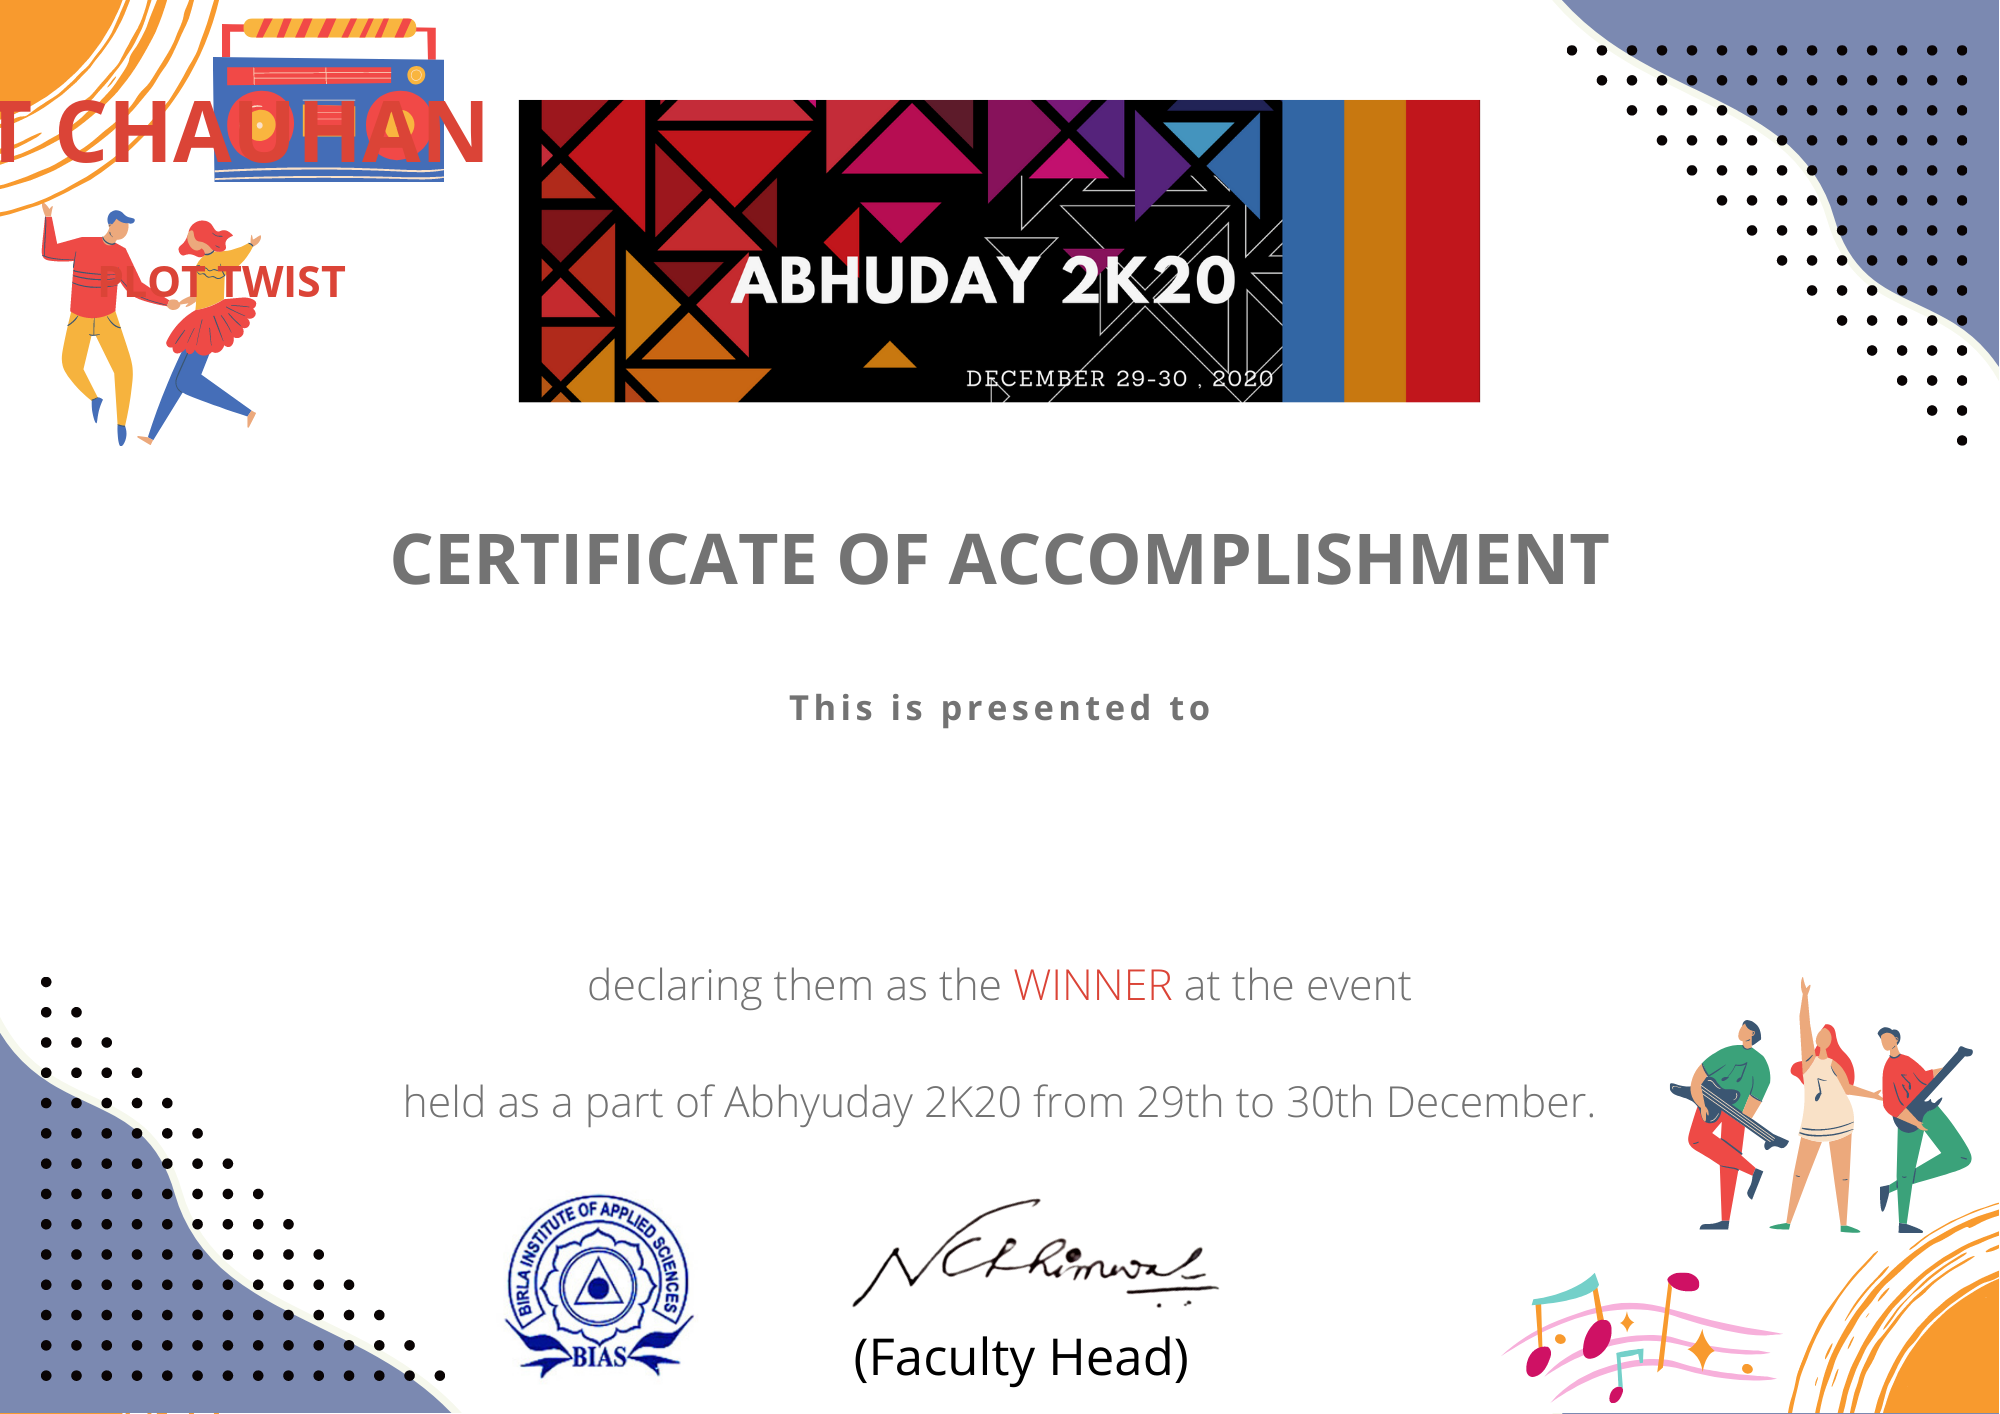 T CHAUHAN
PLOT TWIST
ABHUDAY 2K20
DECEMBER 29-30 , 2020
CERTIFICATE OF ACCOMPLISHMENT
This is presented to
declaring them as the WINNER at the event
held as a part of Abhyuday 2K20 from 29th to 30th December.
BIRLA INSTITUTE OF APPLIED SCIENCES
BIAS
(Faculty Head)